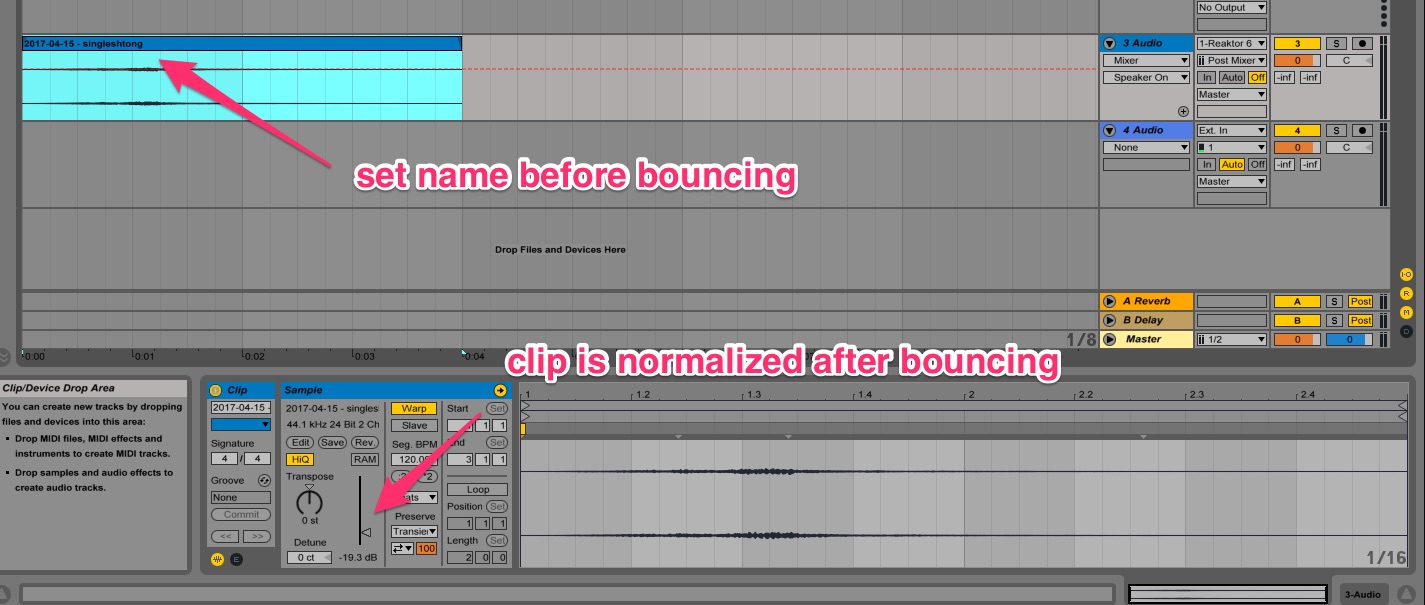 No Output
2017-04-15 - singleshtong
3 Audio
1-Reaktor 6
3
S
Mixer
Post Mixer
0
C
Speaker On
In
Auto
Off
-inf
-inf
Master
set name before bouncing
4 Audio
Ext. In
4
S
None
1
0
C
In
Auto
Off
-inf
-inf
Master
Drop Files and Devices Here
A Reverb
A
S
Post
B Delay
B
S
Post
1/8
Master
1/2
0
0
I·O
R
M
D
0:00
0:01
0:02
0:03
0:04
clip is normalized after bouncing
Clip/Device Drop Area
You can create new tracks by dropping
files and devices into this area:
Drop MIDI files, MIDI effects and
instruments to create MIDI tracks.
Drop samples and audio effects to
create audio tracks.
Clip
2017-04-15 -
Signature
4 / 4
Groove
None
Commit
<< >>
E
Sample
2017-04-15 - singles
44.1 kHz 24 Bit 2 Ch
Edit Save Rev.
HiQ RAM
Transpose
0 st
Detune
0 ct
-19.3 dB
Warp
Slave
Seg. BPM
120.00
*2
Preserve
Transie
100
Start Set
1 1
End Set
3 1 1
Loop
Position Set
1 1 1
Length Set
2 0 0
1
1.2
1.3
1.4
2
2.2
2.3
2.4
1/16
3-Audio